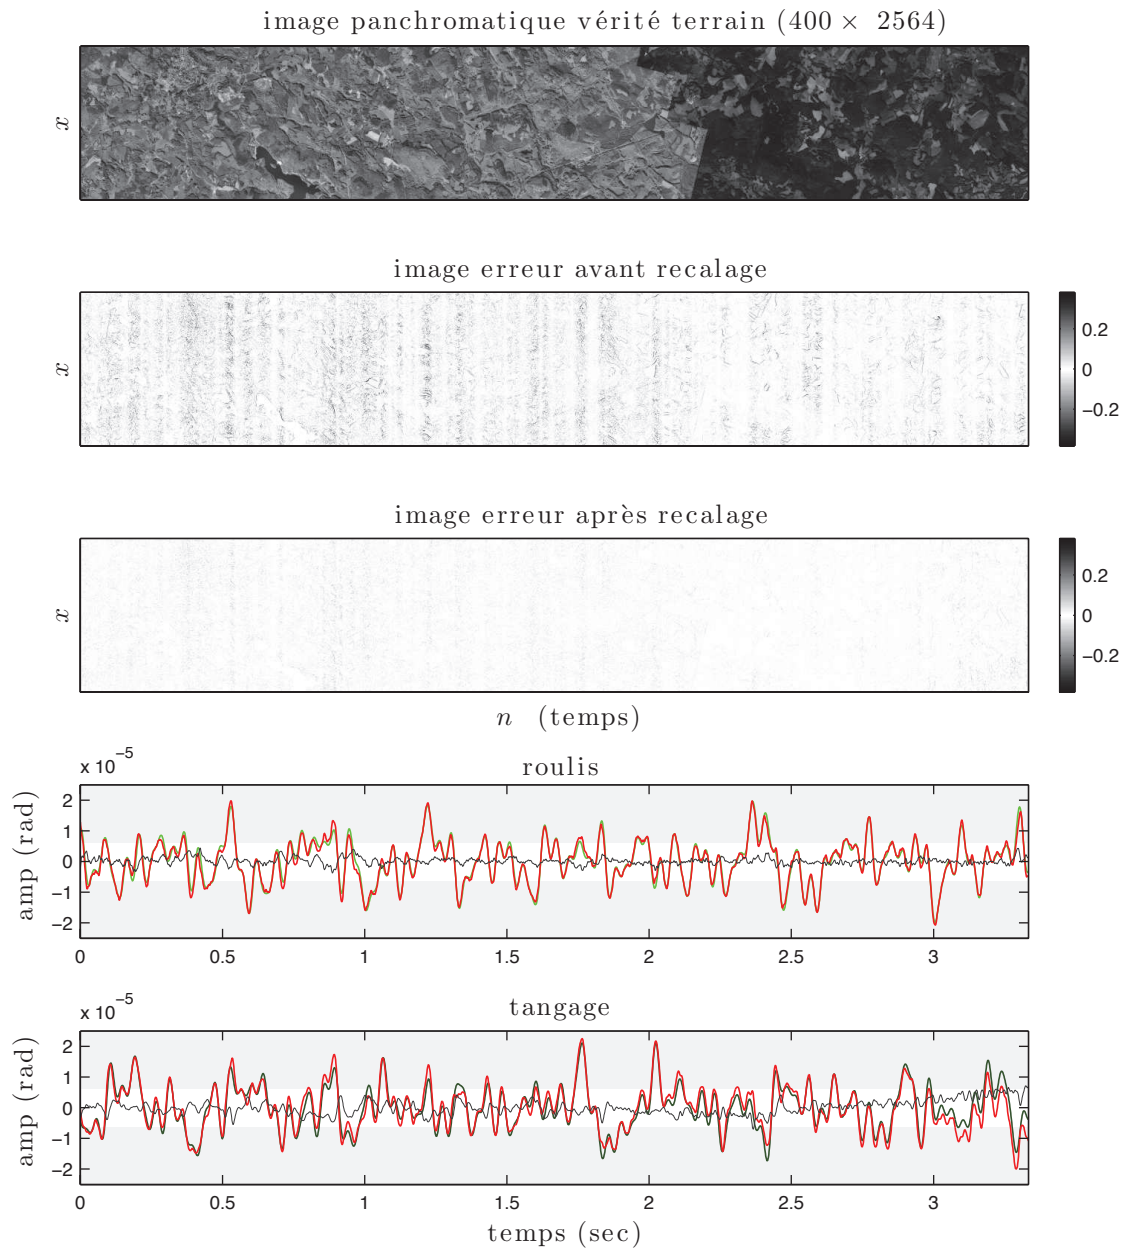 image panchromatique vérité terrain (400 × 2564)
x
image erreur avant recalage
x
0.2
0
−0.2
image erreur après recalage
x
0.2
0
−0.2
n (temps)
x 10⁻⁵
roulis
amp (rad)
2
1
0
−1
−2
0 0.5 1 1.5 2 2.5 3
x 10⁻⁵
tangage
amp (rad)
2
1
0
−1
−2
0 0.5 1 1.5 2 2.5 3
temps (sec)